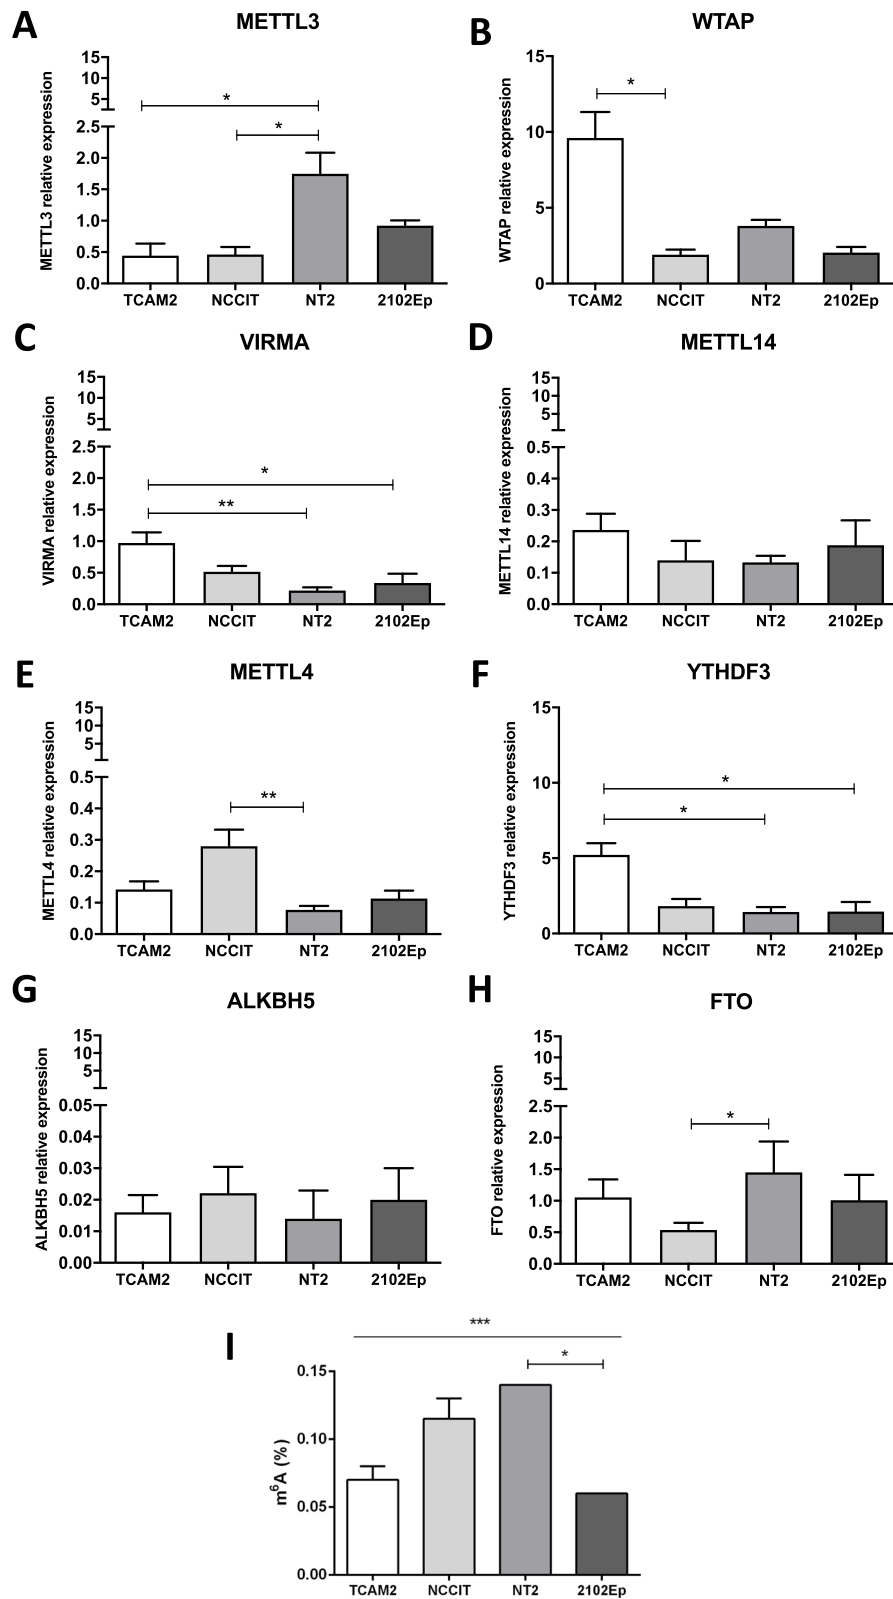 A
METTL3
METTL3 relative expression
15
10
5
2.5
2.0
1.5
1.0
0.5
0.0
*
*
TCAM2 NCCIT NT2 2102Ep
B
WTAP
WTAP relative expression
15
10
5
0
*
TCAM2 NCCIT NT2 2102Ep
C
VIRMA
VIRMA relative expression
15
10
5
2.5
2.0
1.5
1.0
0.5
0.0
*
**
TCAM2 NCCIT NT2 2102Ep
D
METTL14
METTL14 relative expression
15
10
5
0.5
0.4
0.3
0.2
0.1
0.0
TCAM2 NCCIT NT2 2102Ep
E
METTL4
METTL4 relative expression
15
10
5
0.5
0.4
0.3
0.2
0.1
0.0
**
TCAM2 NCCIT NT2 2102Ep
F
YTHDF3
YTHDF3 relative expression
15
10
5
0
*
*
TCAM2 NCCIT NT2 2102Ep
G
ALKBH5
ALKBH5 relative expression
15
10
5
0.05
0.04
0.03
0.02
0.01
0.00
TCAM2 NCCIT NT2 2102Ep
H
FTO
FTO relative expression
15
10
5
2.5
2.0
1.5
1.0
0.5
0.0
*
TCAM2 NCCIT NT2 2102Ep
I
***
*
m⁶A (%)
0.15
0.10
0.05
0.00
TCAM2 NCCIT NT2 2102Ep